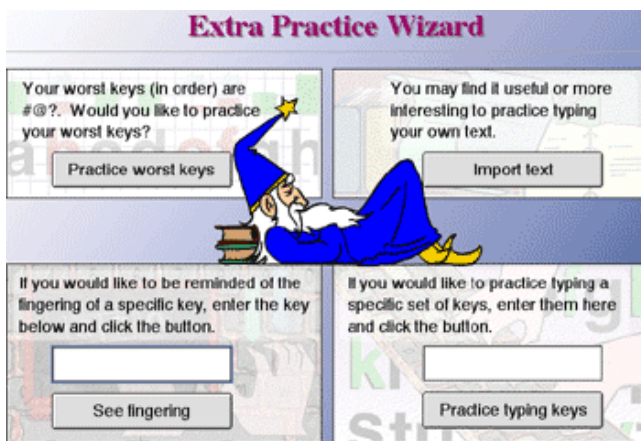 Extra Practice Wizard
Your worst keys (in order) are
#@?. Would you like to practice
your worst keys?
Practice worst keys
You may find it useful or more
interesting to practice typing
your own text.
Import text
If you would like to be reminded of the
fingering of a specific key, enter the key
below and click the button.
See fingering
If you would like to practice typing a
specific set of keys, enter them here
and click the button.
Practice typing keys